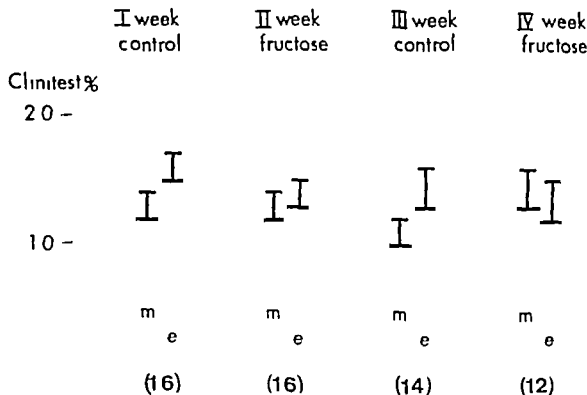 I week II week III week IV week
control fructose control fructose
Clinitest%
20
10
m m m m
e e e e
(16) (16) (14) (12)